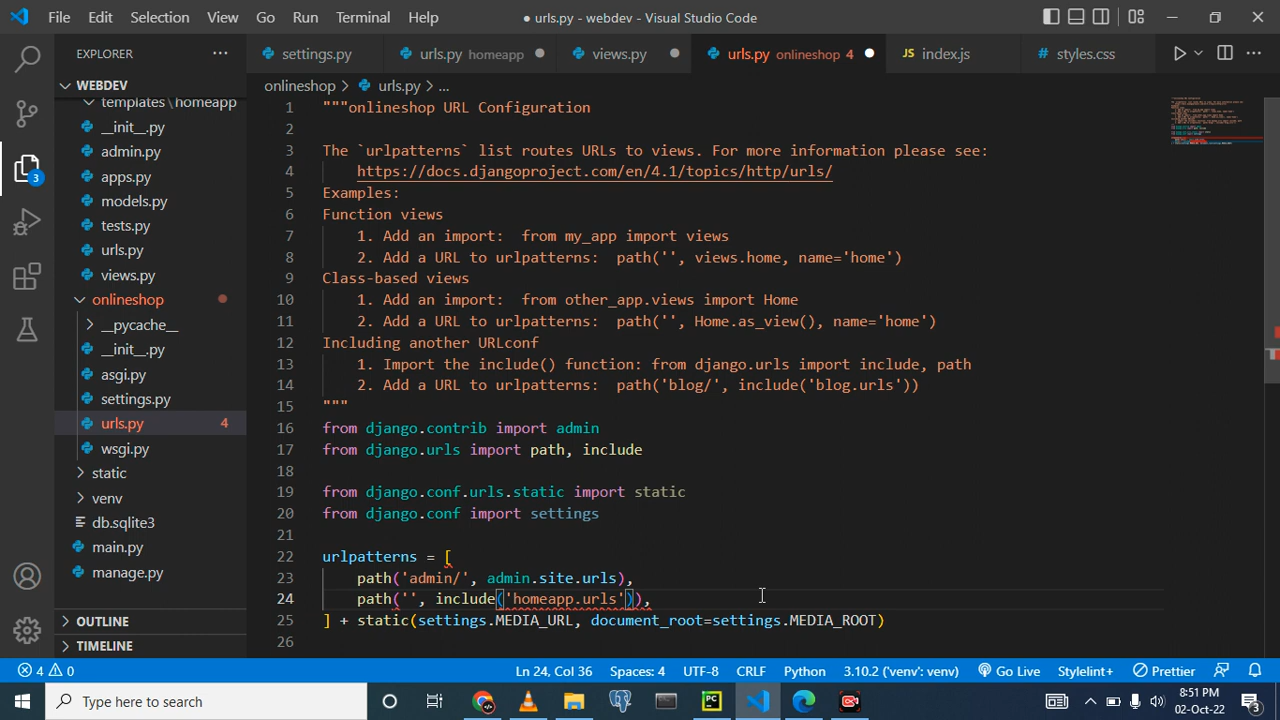 File Edit Selection View Go Run Terminal Help
● urls.py - webdev - Visual Studio Code
EXPLORER ...
settings.py
urls.py homeapp
views.py
urls.py onlineshop 4
JS index.js
# styles.css
WEBDEV
onlineshop > urls.py > ...
templates\homeapp
__init__.py
admin.py
apps.py
models.py
tests.py
urls.py
views.py
onlineshop
__pycache__
__init__.py
asgi.py
settings.py
urls.py 4
wsgi.py
static
venv
db.sqlite3
main.py
manage.py
OUTLINE
TIMELINE
3
1 """onlineshop URL Configuration
2
3 The `urlpatterns` list routes URLs to views. For more information please see:
4 https://docs.djangoproject.com/en/4.1/topics/http/urls/
5 Examples:
6 Function views
7 1. Add an import:  from my_app import views
8 2. Add a URL to urlpatterns:  path('', views.home, name='home')
9 Class-based views
10 1. Add an import:  from other_app.views import Home
11 2. Add a URL to urlpatterns:  path('', Home.as_view(), name='home')
12 Including another URLconf
13 1. Import the include() function: from django.urls import include, path
14 2. Add a URL to urlpatterns:  path('blog/', include('blog.urls'))
15 """
16 from django.contrib import admin
17 from django.urls import path, include
18
19 from django.conf.urls.static import static
20 from django.conf import settings
21
22 urlpatterns = [
23 path('admin/', admin.site.urls),
24 path('', include('homeapp.urls')),
25 ] + static(settings.MEDIA_URL, document_root=settings.MEDIA_ROOT)
26
4 0
Ln 24, Col 36 Spaces: 4 UTF-8 CRLF Python 3.10.2 ('venv': venv) Go Live Stylelint+ Prettier
Type here to search
PC
8:51 PM
02-Oct-22
3